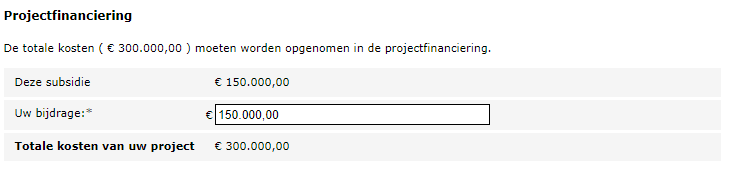 Projectfinanciering
De totale kosten ( € 300.000,00 ) moeten worden opgenomen in de projectfinanciering.
Deze subsidie € 150.000,00
Uw bijdrage:* € 150.000,00
Totale kosten van uw project € 300.000,00